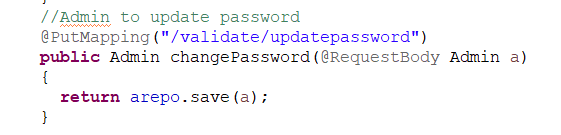 //Admin to update password
@PutMapping("/validate/updatepassword")
public Admin changePassword(@RequestBody Admin a)
{
return arepo.save(a);
}